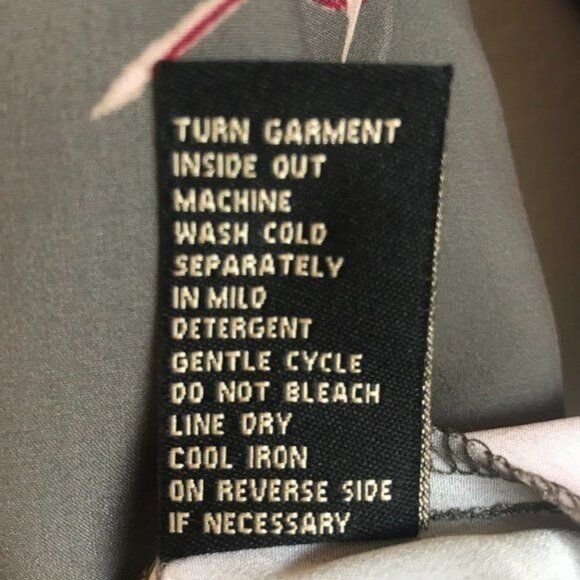 TURN GARMENT
INSIDE OUT
MACHINE
WASH COLD
SEPARATELY
IN MILD
DETERGENT
GENTLE CYCLE
DO NOT BLEACH
LINE DRY
COOL IRON
ON REVERSE SIDE
IF NECESSARY